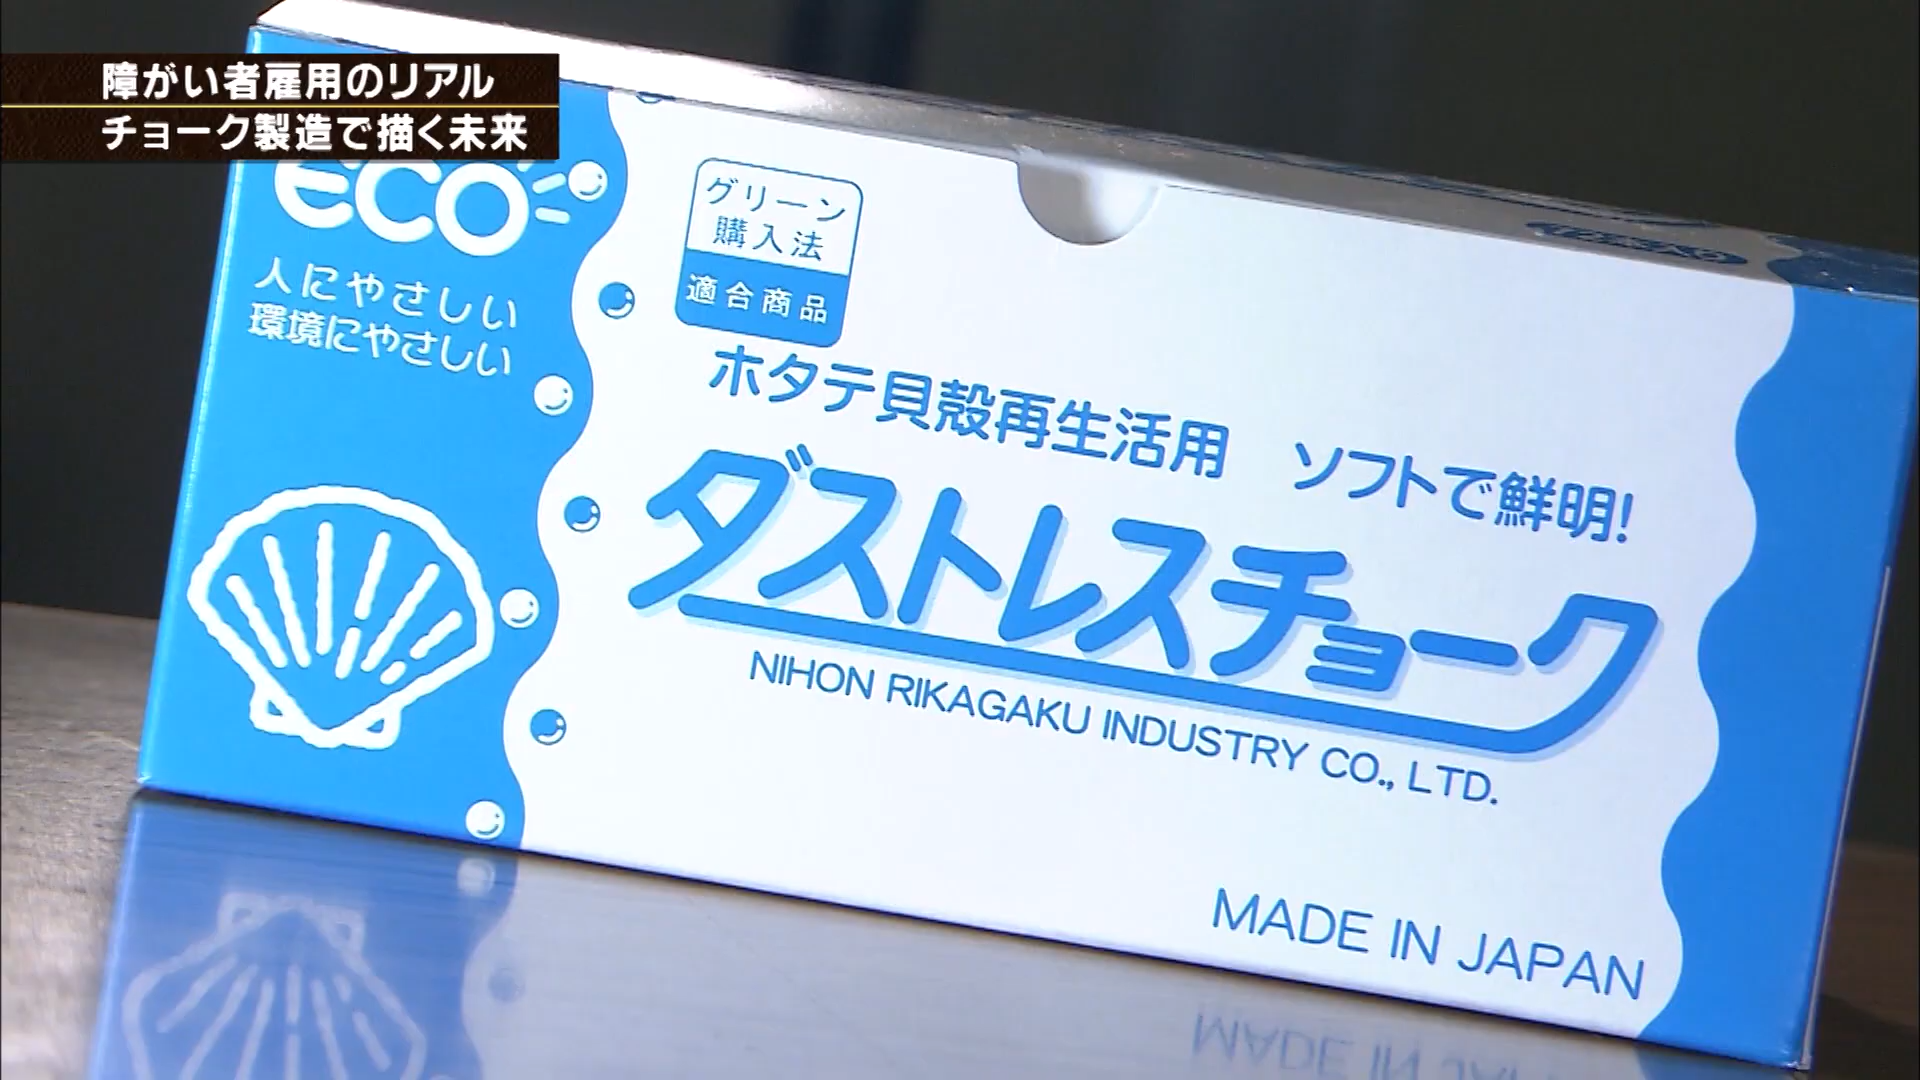 障がい者雇用のリアル
チョーク製造で描く未来
eco
人にやさしい
環境にやさしい
グリーン
購入法
適合商品
ホタテ貝殻再生活用 ソフトで鮮明!
ダストレスチョーク
NIHON RIKAGAKU INDUSTRY CO., LTD.
MADE IN JAPAN